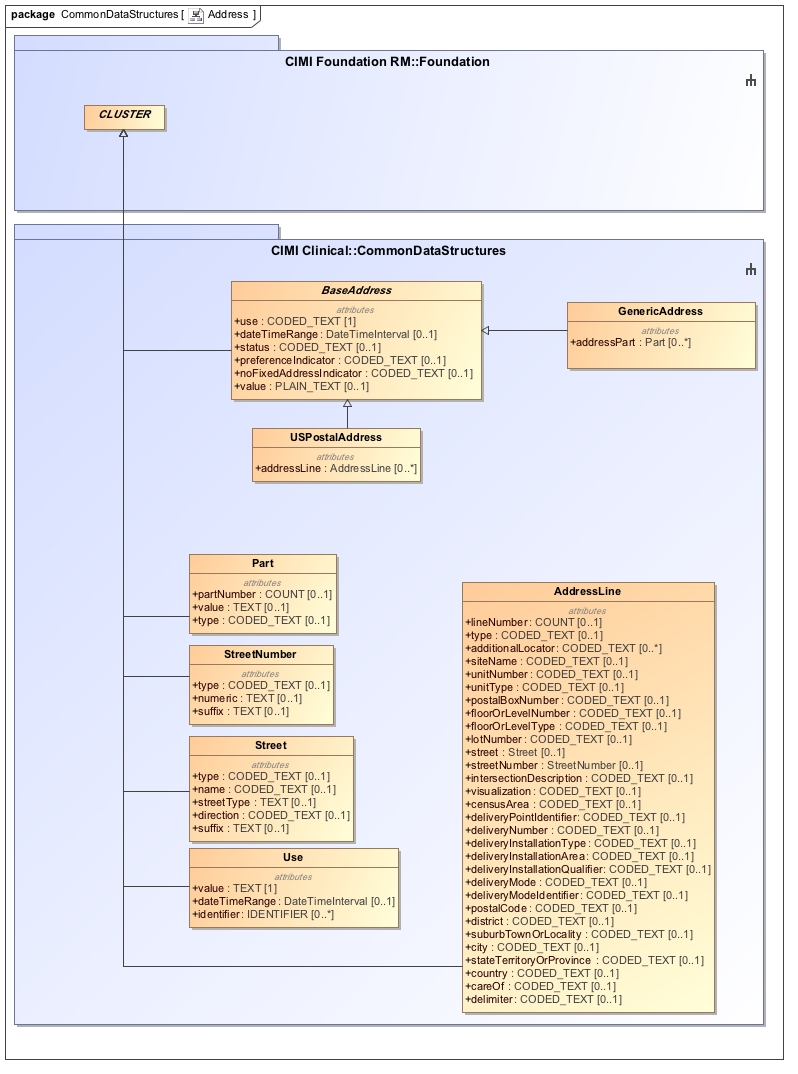 package CommonDataStructures [ Address ]
CIMI Foundation RM::Foundation
CLUSTER
CIMI Clinical::CommonDataStructures
BaseAddress
attributes
+use : CODED_TEXT [1]
+dateTimeRange : DateTimeInterval [0..1]
+status : CODED_TEXT [0..1]
+preferenceIndicator : CODED_TEXT [0..1]
+noFixedAddressIndicator : CODED_TEXT [0..1]
+value : PLAIN_TEXT [0..1]
GenericAddress
attributes
+addressPart : Part [0..*]
USPostalAddress
attributes
+addressLine : AddressLine [0..*]
Part
attributes
+partNumber : COUNT [0..1]
+value : TEXT [0..1]
+type : CODED_TEXT [0..1]
StreetNumber
attributes
+type : CODED_TEXT [0..1]
+numeric : TEXT [0..1]
+suffix : TEXT [0..1]
Street
attributes
+type : CODED_TEXT [0..1]
+name : CODED_TEXT [0..1]
+streetType : TEXT [0..1]
+direction : CODED_TEXT [0..1]
+suffix : TEXT [0..1]
Use
attributes
+value : TEXT [1]
+dateTimeRange : DateTimeInterval [0..1]
+identifier : IDENTIFIER [0..*]
AddressLine
attributes
+lineNumber : COUNT [0..1]
+type : CODED_TEXT [0..1]
+additionalLocator : CODED_TEXT [0..*]
+siteName : CODED_TEXT [0..1]
+unitNumber : CODED_TEXT [0..1]
+unitType : CODED_TEXT [0..1]
+postalBoxNumber : CODED_TEXT [0..1]
+floorOrLevelNumber : CODED_TEXT [0..1]
+floorOrLevelType : CODED_TEXT [0..1]
+lotNumber : CODED_TEXT [0..1]
+street : Street [0..1]
+streetNumber : StreetNumber [0..1]
+intersectionDescription : CODED_TEXT [0..1]
+visualization : CODED_TEXT [0..1]
+censusArea : CODED_TEXT [0..1]
+deliveryPointIdentifier : CODED_TEXT [0..1]
+deliveryNumber : CODED_TEXT [0..1]
+deliveryInstallationType : CODED_TEXT [0..1]
+deliveryInstallationArea : CODED_TEXT [0..1]
+deliveryInstallationQualifier : CODED_TEXT [0..1]
+deliveryMode : CODED_TEXT [0..1]
+deliveryModeIdentifier : CODED_TEXT [0..1]
+postalCode : CODED_TEXT [0..1]
+district : CODED_TEXT [0..1]
+suburbTownOrLocality : CODED_TEXT [0..1]
+city : CODED_TEXT [0..1]
+stateTerritoryOrProvince : CODED_TEXT [0..1]
+country : CODED_TEXT [0..1]
+careOf : CODED_TEXT [0..1]
+delimiter : CODED_TEXT [0..1]